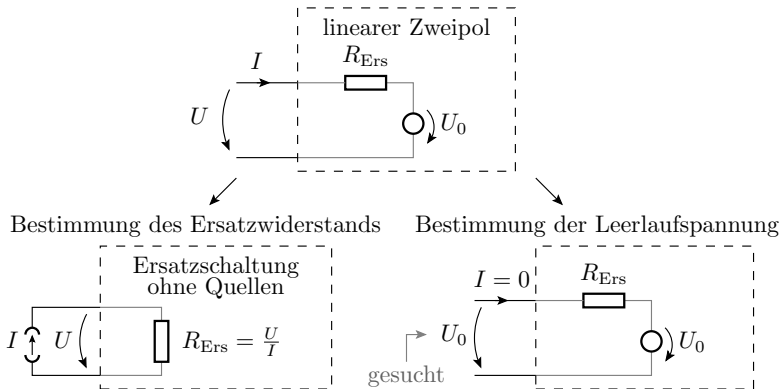 linearer Zweipol
I
R_Ers
U
U_0
Bestimmung des Ersatzwiderstands
Bestimmung der Leerlaufspannung
Ersatzschaltung
ohne Quellen
I
U
R_Ers = U/I
I = 0
R_Ers
U_0
U_0
gesucht